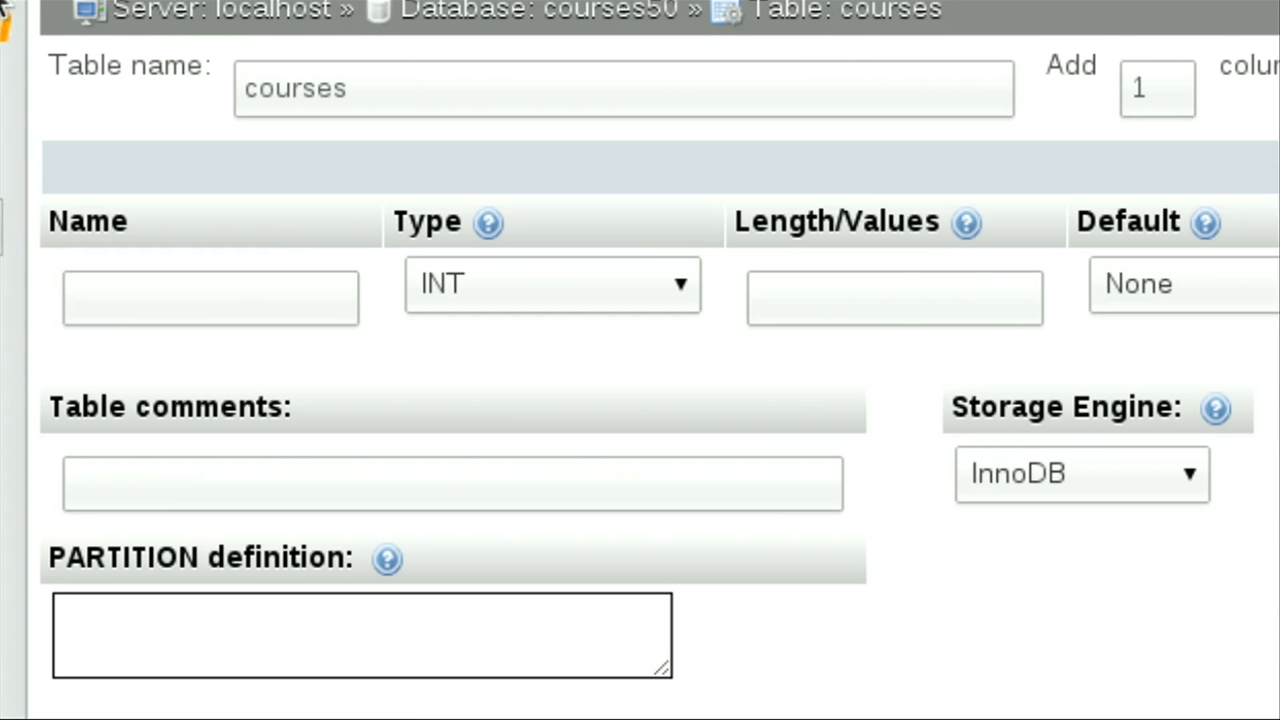 Server: localhost » Database: courses50 » Table: courses
Table name: courses Add 1
Name Type Length/Values Default
INT None
Table comments: Storage Engine:
InnoDB
PARTITION definition: